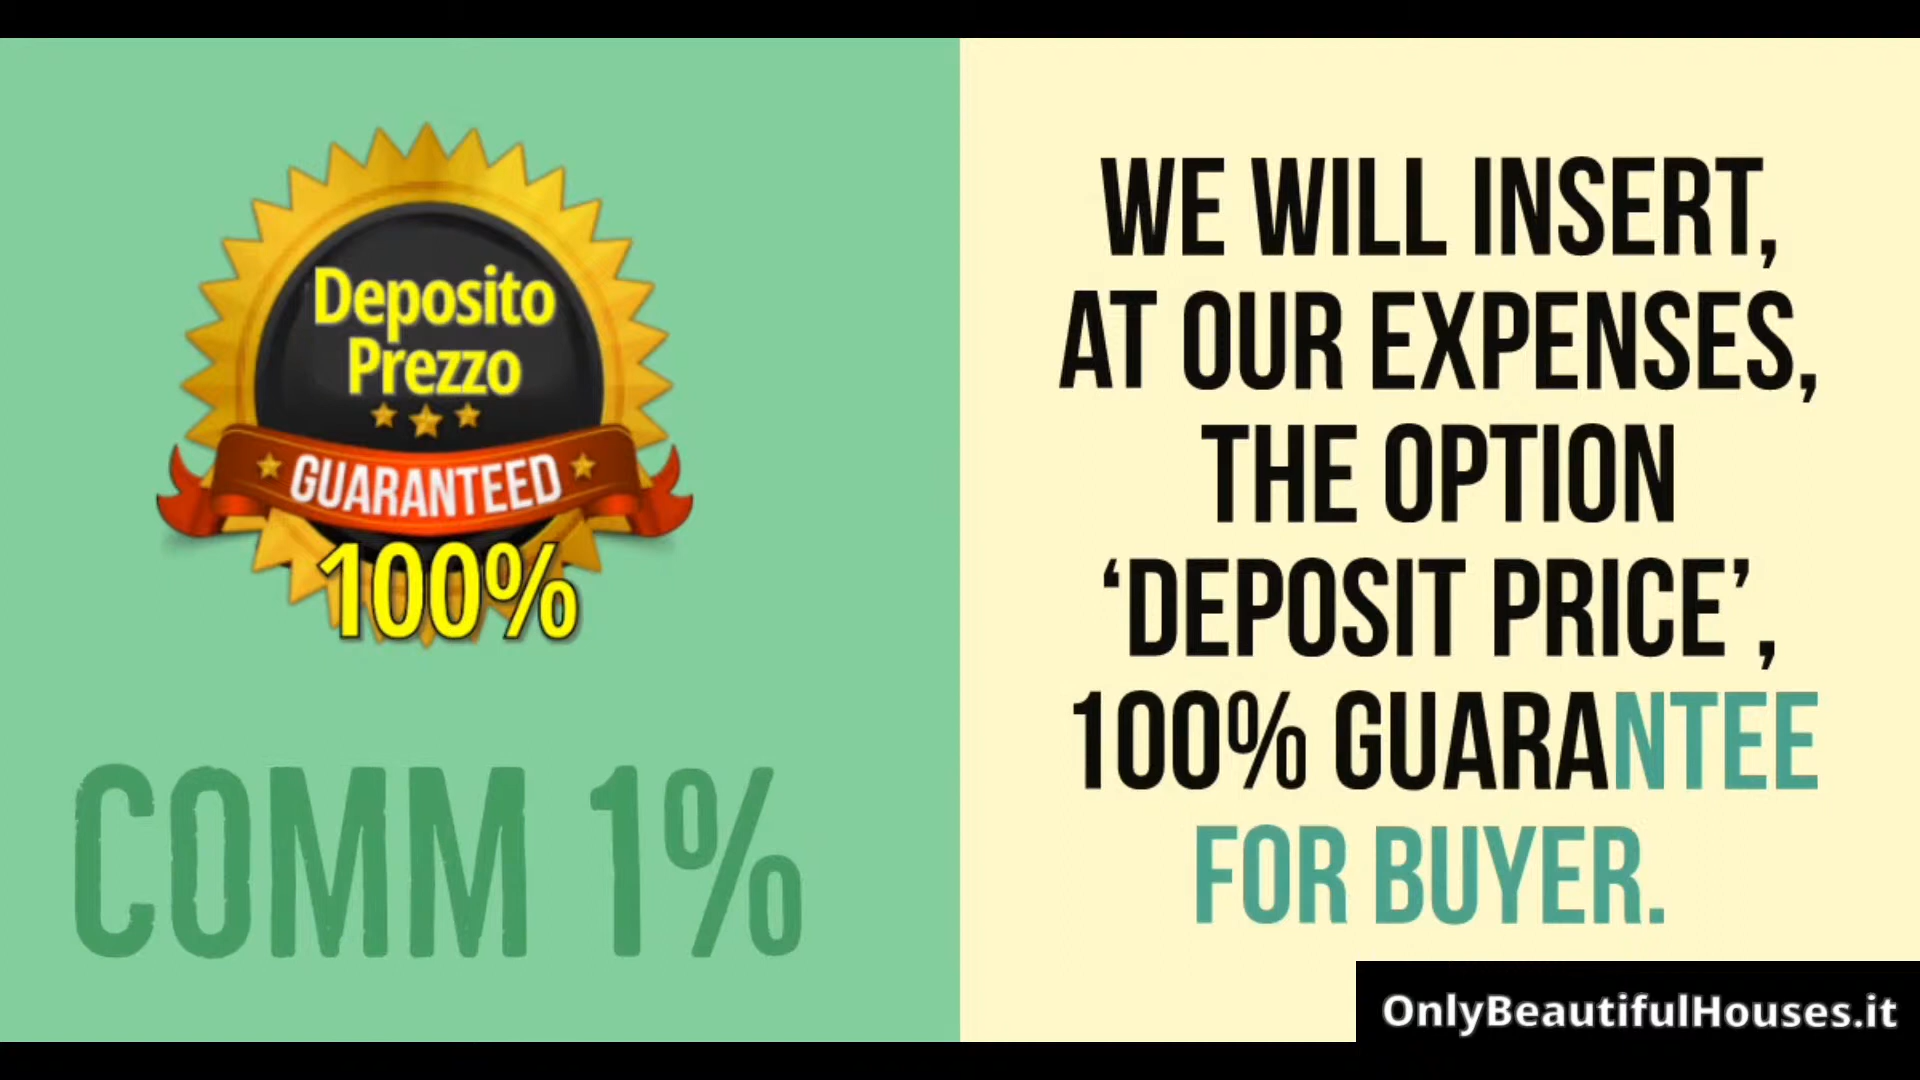 Deposito
Prezzo
GUARANTEED
100%
COMM 1%
WE WILL INSERT,
AT OUR EXPENSES,
THE OPTION
‘DEPOSIT PRICE’,
100% GUARANTEE
FOR BUYER.
OnlyBeautifulHouses.it